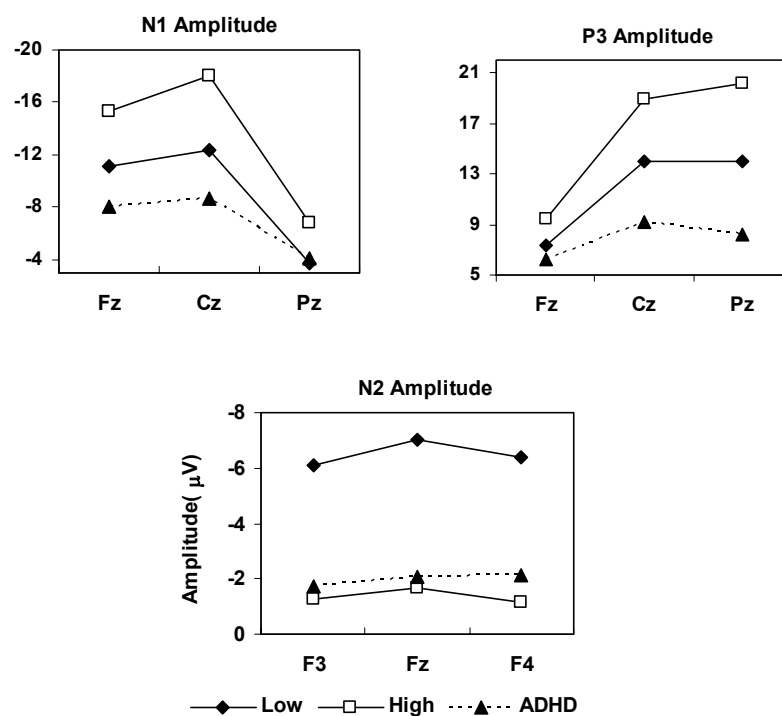 N1 Amplitude
-20
-16
-12
-8
-4
Fz Cz Pz
P3 Amplitude
21
17
13
9
5
Fz Cz Pz
N2 Amplitude
Amplitude( μV)
-8
-6
-4
-2
0
F3 Fz F4
Low High ADHD